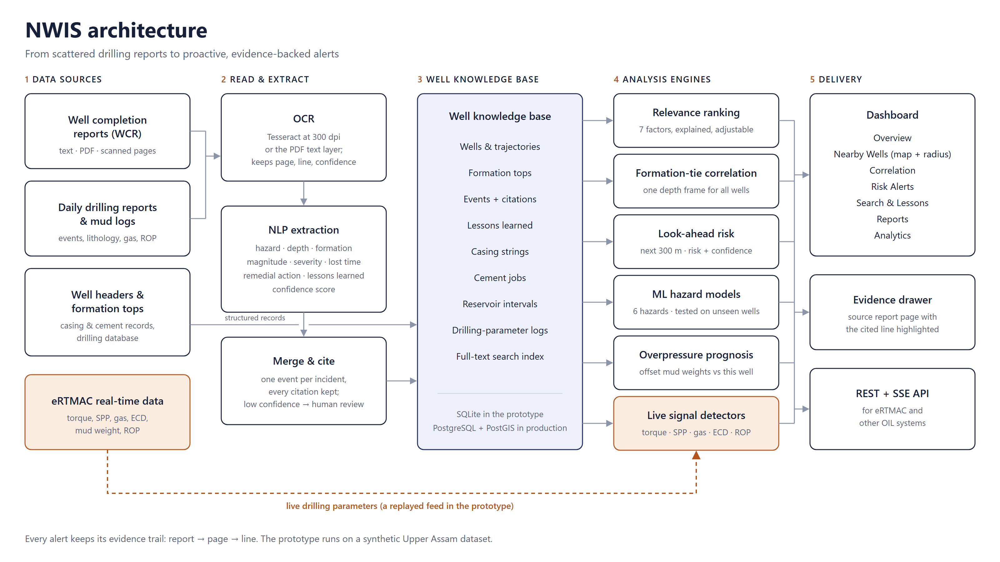 NWIS architecture
From scattered drilling reports to proactive, evidence-backed alerts
1 DATA SOURCES
Well completion
reports (WCR)
text · PDF · scanned pages
Daily drilling reports
& mud logs
events, lithology, gas, ROP
Well headers &
formation tops
casing & cement records,
drilling database
eRTMAC real-time data
torque, SPP, gas, ECD,
mud weight, ROP
2 READ & EXTRACT
OCR
Tesseract at 300 dpi
or the PDF text layer;
keeps page, line, confidence
NLP extraction
hazard · depth · formation
magnitude · severity · lost time
remedial action · lessons learned
confidence score
structured records
Merge & cite
one event per incident,
every citation kept;
low confidence → human review
3 WELL KNOWLEDGE BASE
Well knowledge base
Wells & trajectories
Formation tops
Events + citations
Lessons learned
Casing strings
Cement jobs
Reservoir intervals
Drilling-parameter logs
Full-text search index
SQLite in the prototype
PostgreSQL + PostGIS in production
4 ANALYSIS ENGINES
Relevance ranking
7 factors, explained, adjustable
Formation-tie correlation
one depth frame for all wells
Look-ahead risk
next 300 m · risk + confidence
ML hazard models
6 hazards · tested on unseen wells
Overpressure prognosis
offset mud weights vs this well
Live signal detectors
torque · SPP · gas · ECD · ROP
5 DELIVERY
Dashboard
Overview
Nearby Wells (map + radius)
Correlation
Risk Alerts
Search & Lessons
Reports
Analytics
Evidence drawer
source report page with
the cited line highlighted
REST + SSE API
for eRTMAC and
other OIL systems
live drilling parameters (a replayed feed in the prototype)
Every alert keeps its evidence trail: report → page → line. The prototype runs on a synthetic Upper Assam dataset.